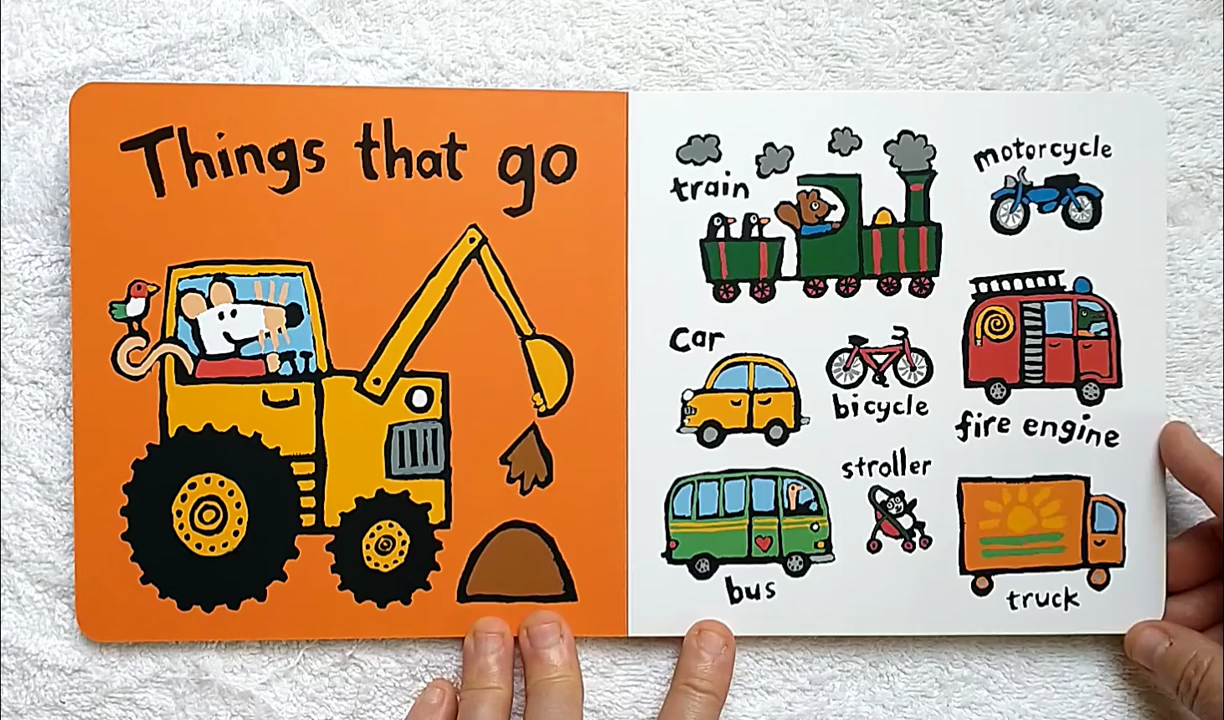 Things that go
train
motorcycle
car
bicycle
fire engine
stroller
bus
truck